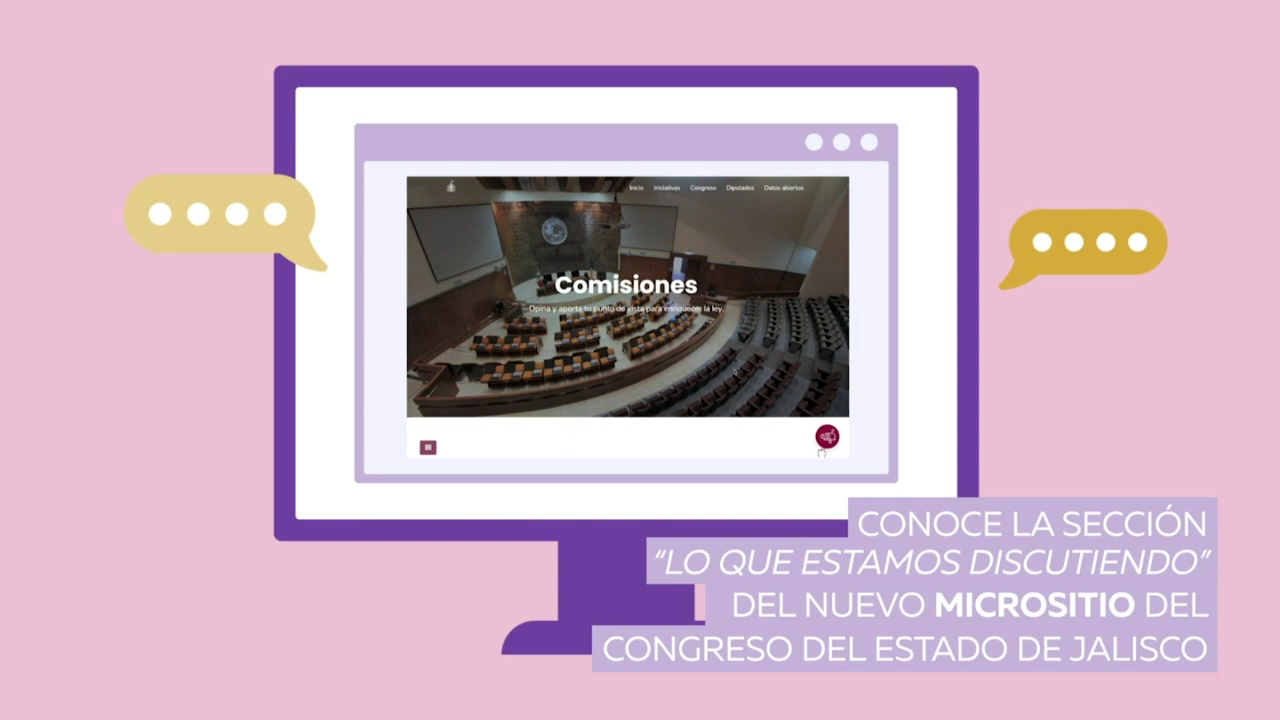 Inicio Iniciativas Congreso Diputados Datos abiertos
Comisiones
Opina y aporta tu punto de vista para enriquecer la ley.
CONOCE LA SECCIÓN
“LO QUE ESTAMOS DISCUTIENDO”
DEL NUEVO MICROSITIO DEL
CONGRESO DEL ESTADO DE JALISCO